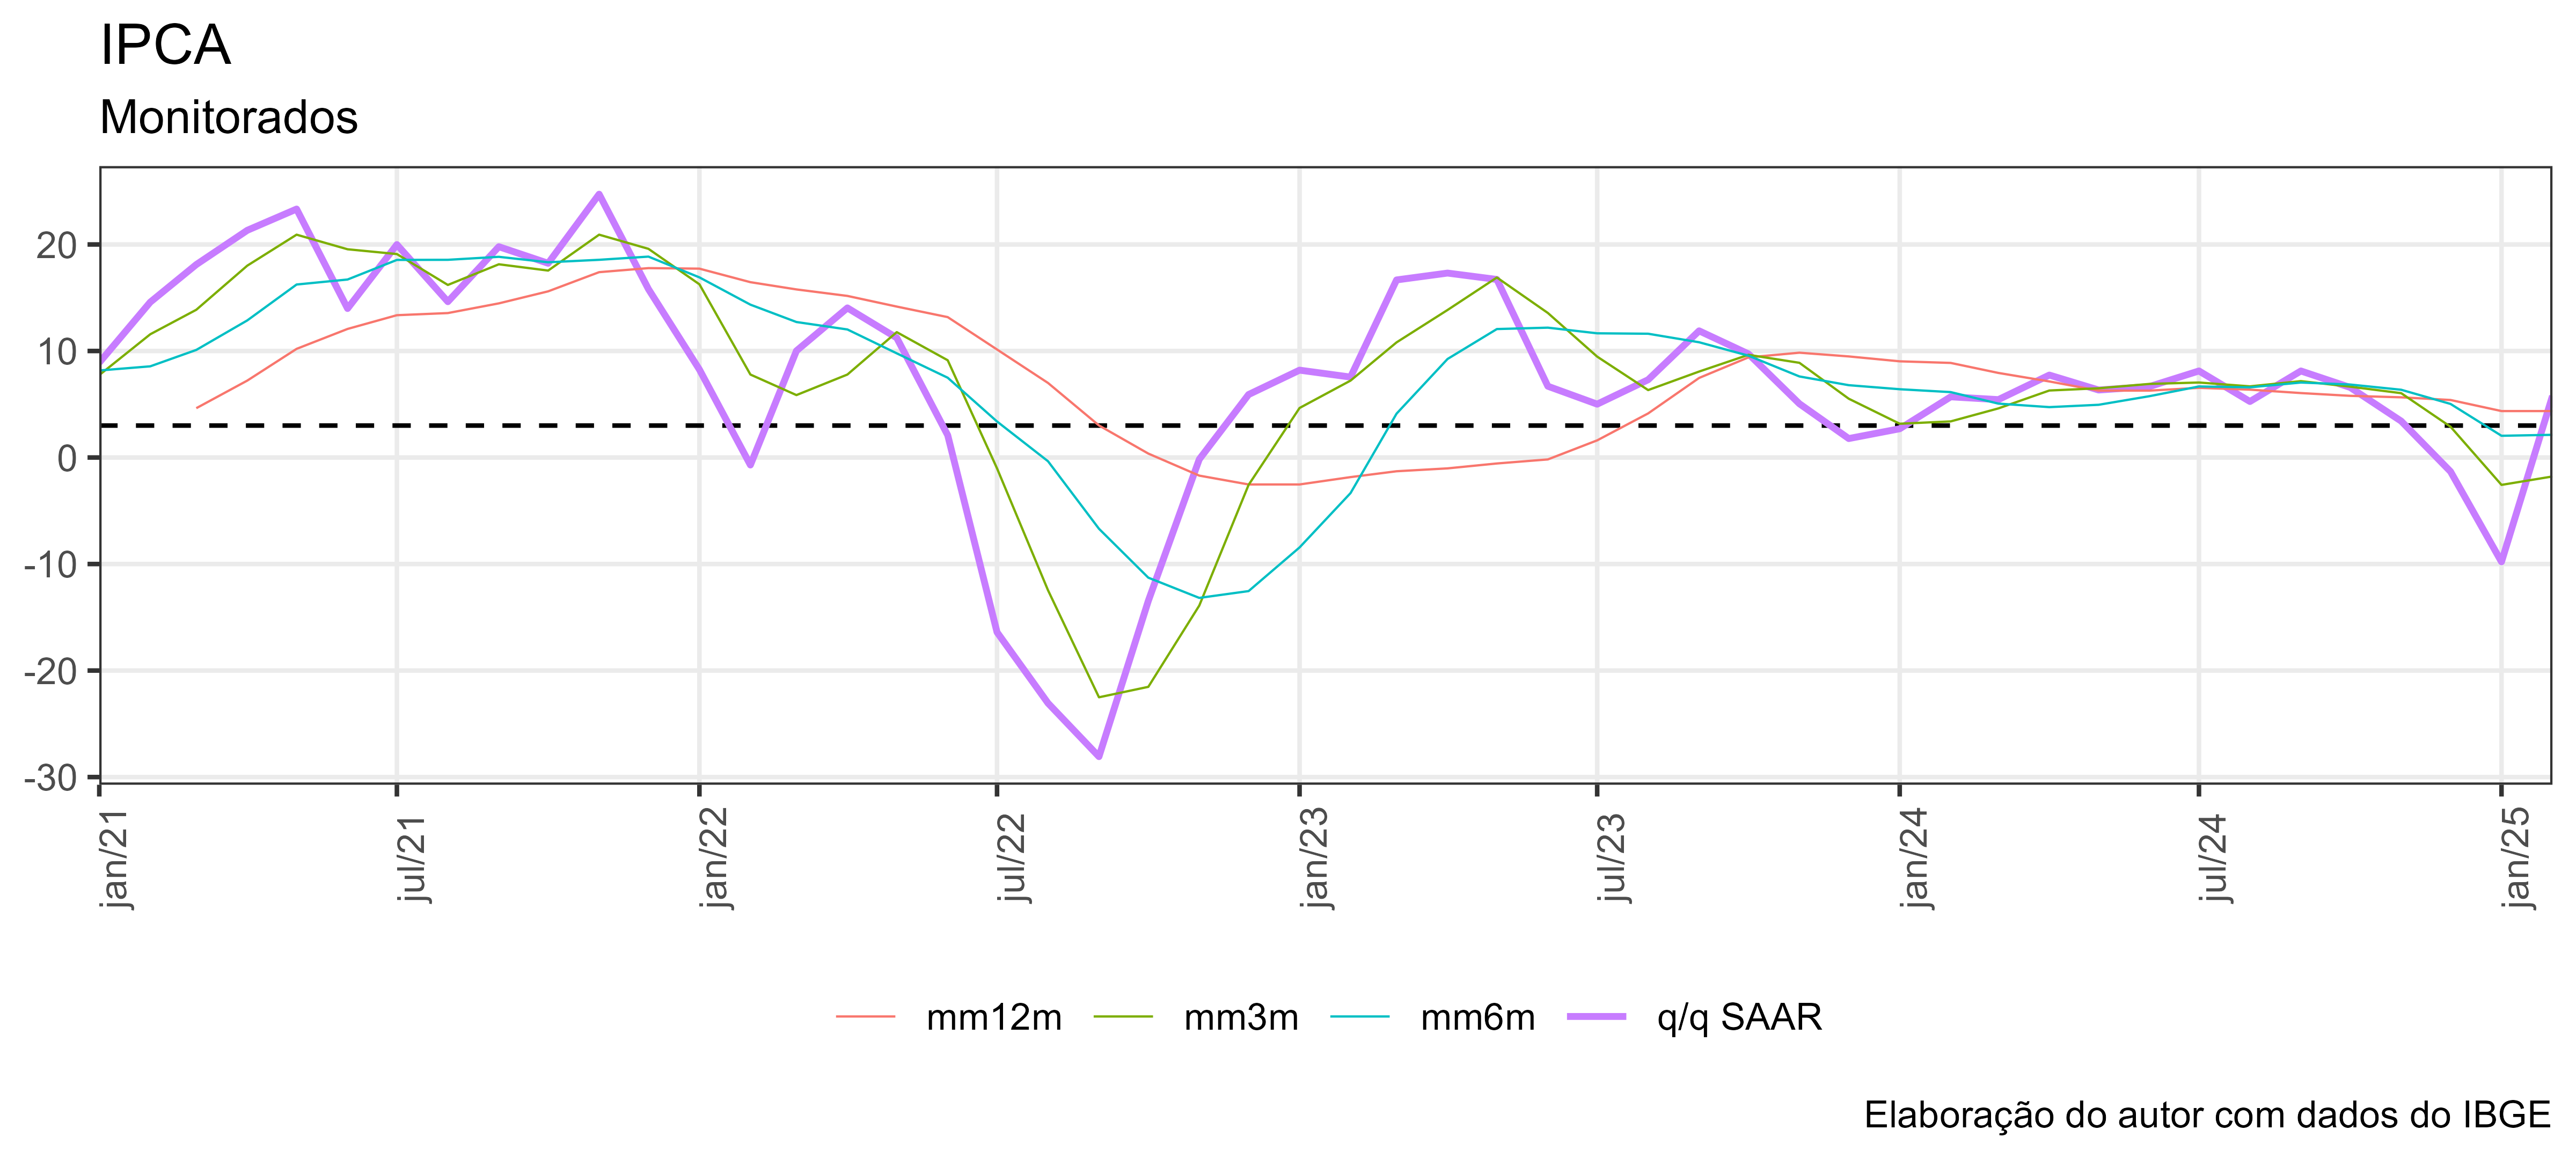 IPCA
Monitorados
20
10
0
-10
-20
-30
jan/21
jul/21
jan/22
jul/22
jan/23
jul/23
jan/24
jul/24
jan/25
mm12m mm3m mm6m q/q SAAR
Elaboração do autor com dados do IBGE